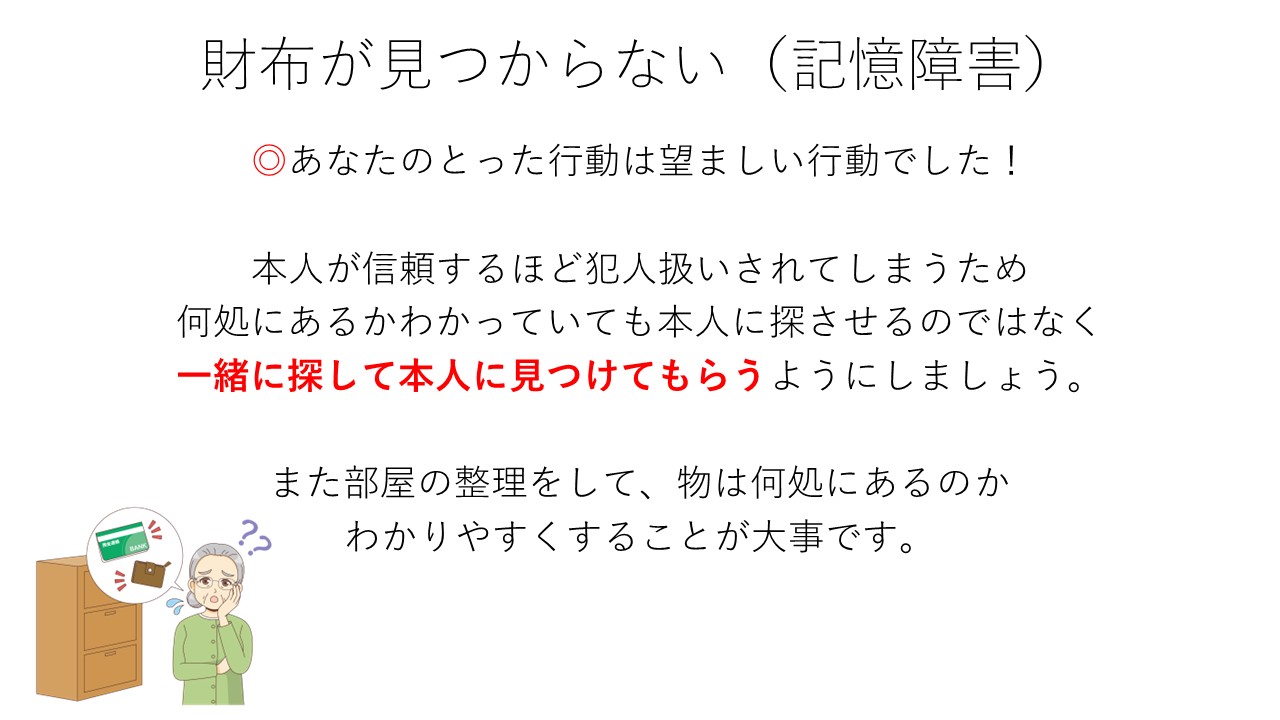 財布が見つからない（記憶障害）
◎あなたのとった行動は望ましい行動でした！
本人が信頼するほど犯人扱いされてしまうため
何処にあるかわかっていても本人に探させるのではなく
一緒に探して本人に見つけてもらうようにしましょう。
また部屋の整理をして、物は何処にあるのか
わかりやすくすることが大事です。
BANK
??